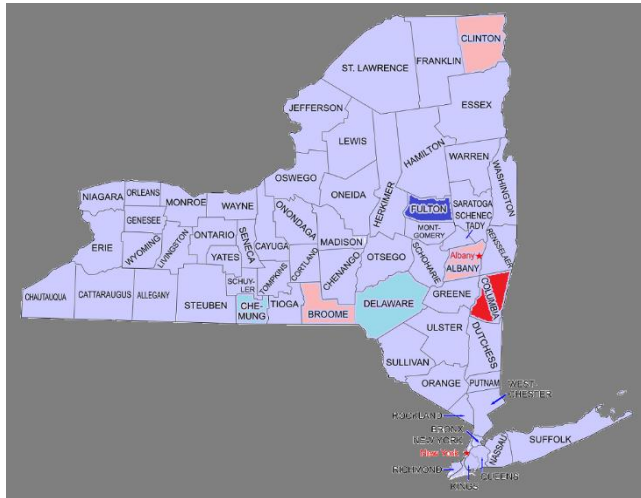 CLINTON
FRANKLIN
ST. LAWRENCE
ESSEX
JEFFERSON
LEWIS
HAMILTON
WARREN
WASHINGTON
OSWEGO
ONEIDA
HERKIMER
FULTON
SARATOGA
NIAGARA
ORLEANS
MONROE
WAYNE
GENESEE
ONONDAGA
MADISON
MONT-
GOMERY
SCHENEC
TADY
RENSSELAER
ERIE
WYOMING
LIVINGSTON
ONTARIO
YATES
SENECA
CAYUGA
CORTLAND
CHENANGO
OTSEGO
SCHOHARIE
Albany
ALBANY
CHAUTAUQUA
CATTARAUGUS
ALLEGANY
STEUBEN
SCHUY-
LER
CHE-
MUNG
TOMPKINS
TIOGA
BROOME
DELAWARE
GREENE
COLUMBIA
ULSTER
DUTCHESS
SULLIVAN
ORANGE
PUTNAM
WEST-
CHESTER
ROCKLAND
BRONX
NEW YORK
New York
RICHMOND
KINGS
QUEENS
NASSAU
SUFFOLK